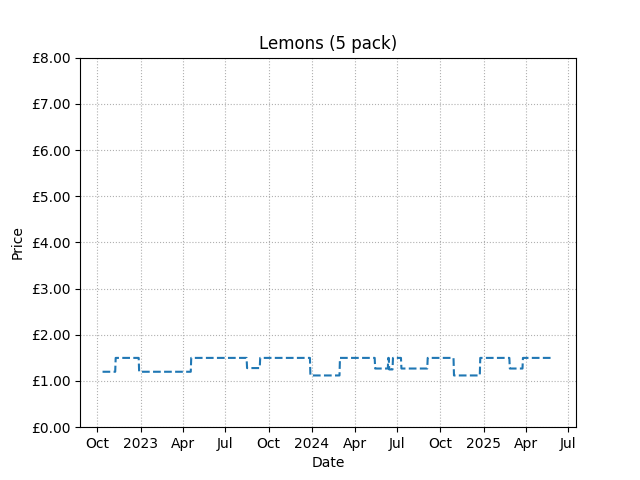 Lemons (5 pack)
£8.00
£7.00
£6.00
£5.00
£4.00
£3.00
£2.00
£1.00
£0.00
Price
Oct 2023 Apr Jul Oct 2024 Apr Jul Oct 2025 Apr Jul
Date